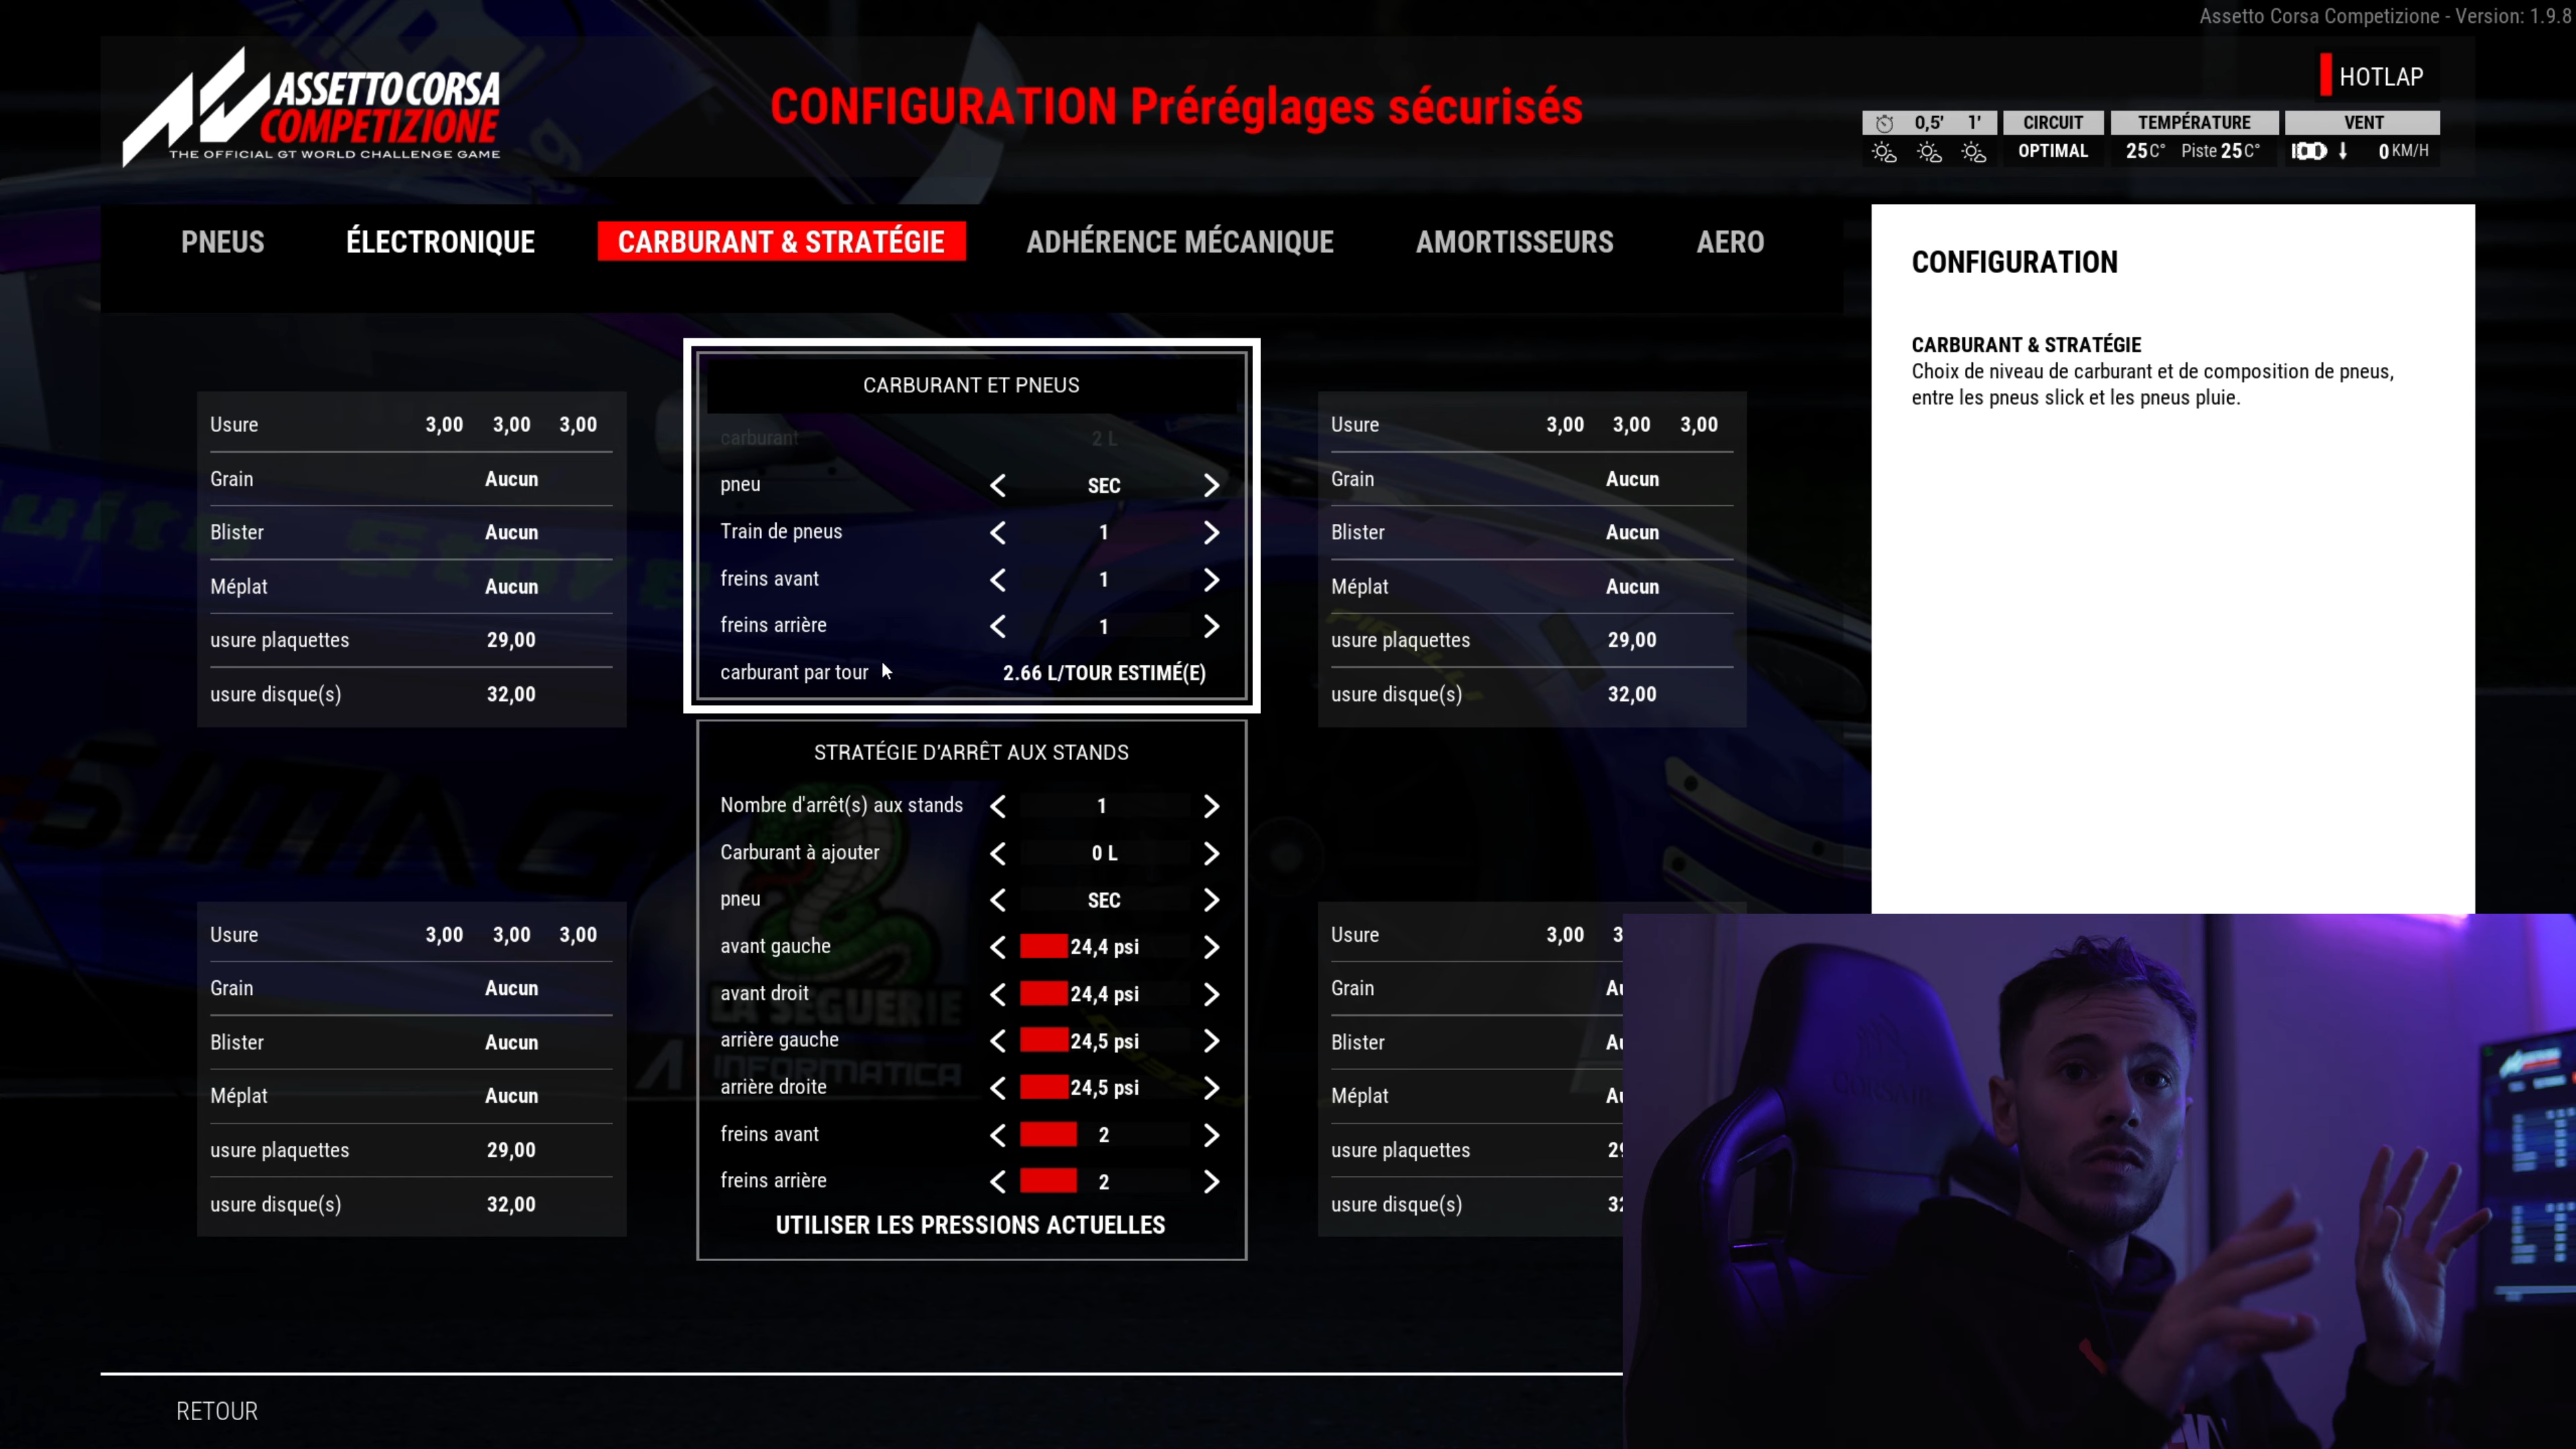 Assetto Corsa Competizione - Version: 1.9.8
ASSETTO CORSA
COMPETIZIONE
THE OFFICIAL GT WORLD CHALLENGE GAME
CONFIGURATION Préréglages sécurisés
HOTLAP
0,5' 1' CIRCUIT TEMPÉRATURE VENT
OPTIMAL 25 C° Piste 25 C° 0 KM/H
PNEUS ÉLECTRONIQUE CARBURANT & STRATÉGIE ADHÉRENCE MÉCANIQUE AMORTISSEURS AERO
CONFIGURATION
CARBURANT & STRATÉGIE
Choix de niveau de carburant et de composition de pneus,
entre les pneus slick et les pneus pluie.
Usure 3,00 3,00 3,00
Grain Aucun
Blister Aucun
Méplat Aucun
usure plaquettes 29,00
usure disque(s) 32,00
CARBURANT ET PNEUS
carburant 2 L
pneu SEC
Train de pneus 1
freins avant 1
freins arrière 1
carburant par tour 2.66 L/TOUR ESTIMÉ(E)
Usure 3,00 3,00 3,00
Grain Aucun
Blister Aucun
Méplat Aucun
usure plaquettes 29,00
usure disque(s) 32,00
STRATÉGIE D'ARRÊT AUX STANDS
Nombre d'arrêt(s) aux stands 1
Carburant à ajouter 0 L
pneu SEC
avant gauche 24,4 psi
avant droit 24,4 psi
arrière gauche 24,5 psi
arrière droite 24,5 psi
freins avant 2
freins arrière 2
UTILISER LES PRESSIONS ACTUELLES
Usure 3,00 3,00 3,00
Grain Aucun
Blister Aucun
Méplat Aucun
usure plaquettes 29,00
usure disque(s) 32,00
Usure 3,00
Grain
Blister
Méplat
usure plaquettes
usure disque(s)
SIMAG
LA SEGUERIE
INFORMATICA
PIRELLI
CORSAIR
RETOUR